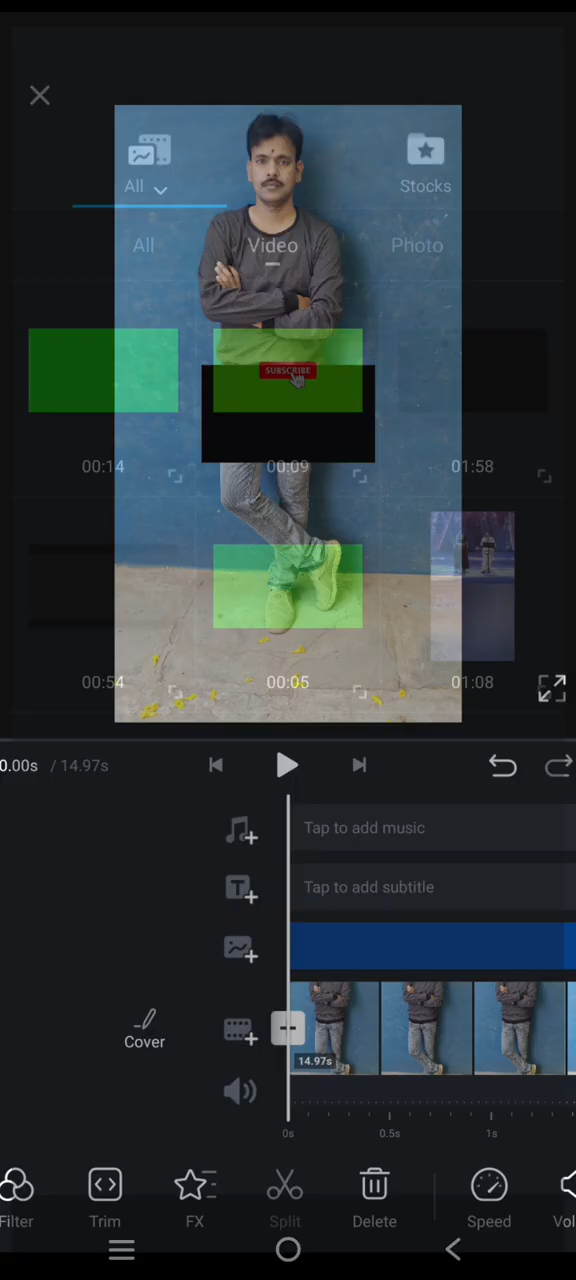 All
Stocks
All
Video
Photo
SUBSCRIBE
00:14
00:09
01:58
00:54
00:05
01:08
0.00s / 14.97s
Tap to add music
Tap to add subtitle
Cover
14.97s
0s
0.5s
1s
Filter
Trim
FX
Split
Delete
Speed
Vol